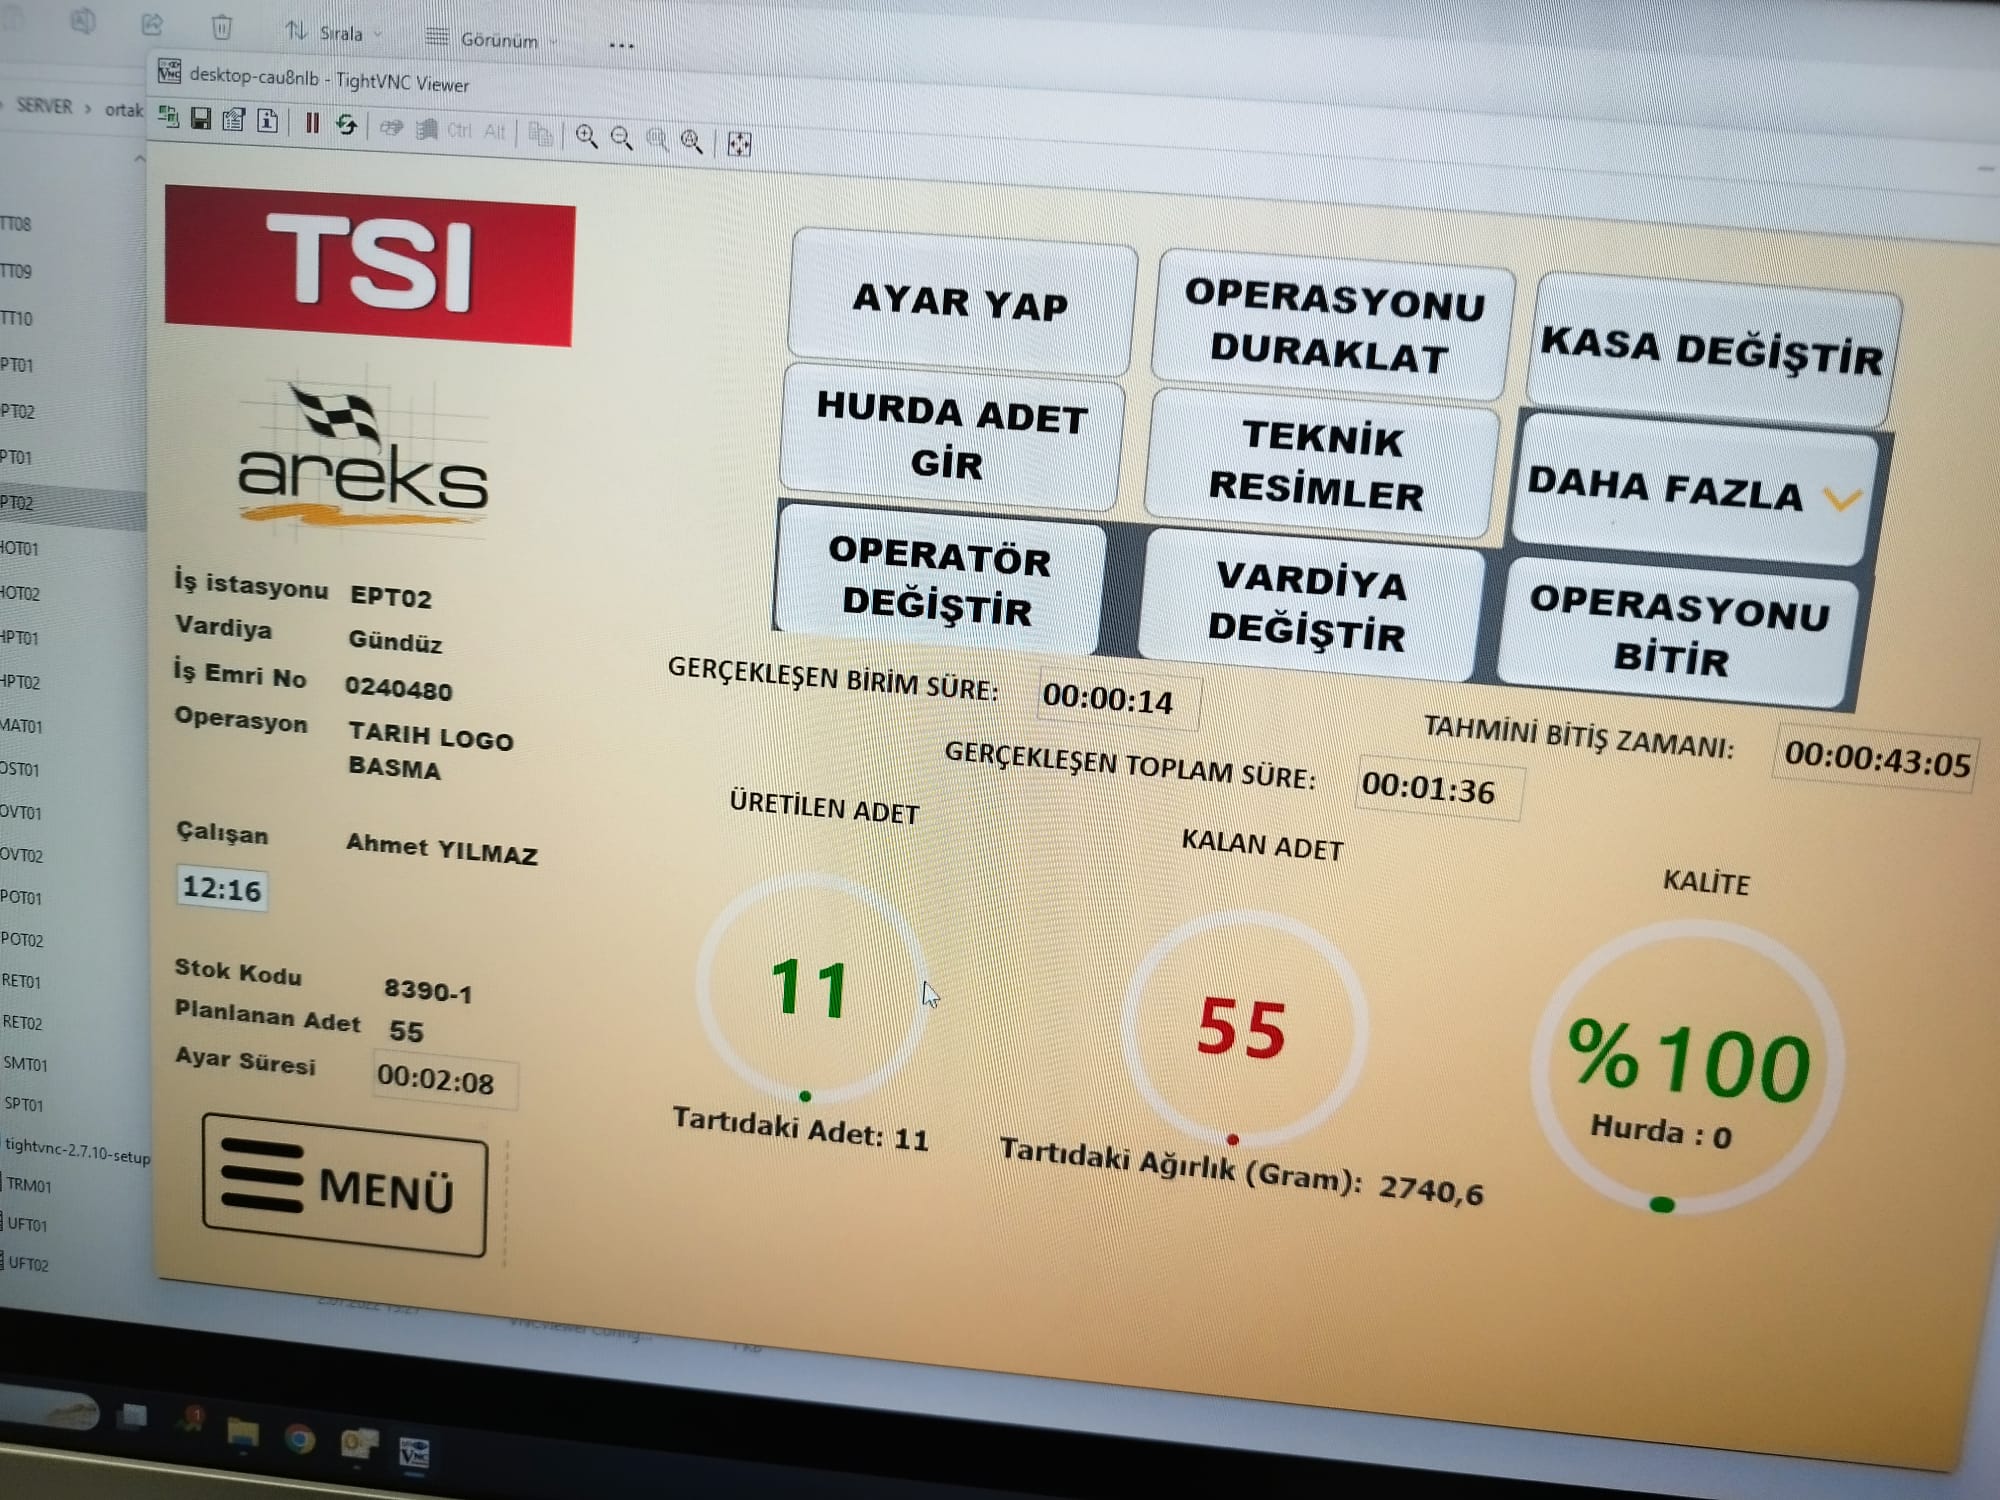 Sırala
Görünüm
...
desktop-cau8nlb - TightVNC Viewer
SERVER > ortak
Ctrl Alt
TT08
TT09
TT10
PT01
PT02
PT01
PT02
HOT01
HOT02
HPT01
HPT02
MAT01
OST01
OVT01
OVT02
POT01
POT02
RET01
RET02
SMT01
SPT01
tightvnc-2.7.10-setup
TRM01
UFT01
UFT02
TSI
areks
AYAR YAP
OPERASYONU
DURAKLAT
KASA DEĞİŞTİR
HURDA ADET
GİR
TEKNİK
RESİMLER
DAHA FAZLA
OPERATÖR
DEĞİŞTİR
VARDİYA
DEĞİŞTİR
OPERASYONU
BİTİR
İş istasyonu EPT02
Vardiya Gündüz
İş Emri No 0240480
Operasyon TARIH LOGO
BASMA
Çalışan Ahmet YILMAZ
12:16
Stok Kodu 8390-1
Planlanan Adet 55
Ayar Süresi 00:02:08
MENÜ
GERÇEKLEŞEN BİRİM SÜRE: 00:00:14
TAHMİNİ BİTİŞ ZAMANI: 00:00:43:05
GERÇEKLEŞEN TOPLAM SÜRE: 00:01:36
ÜRETİLEN ADET
KALAN ADET
KALİTE
11
55
%100
Hurda : 0
Tartıdaki Adet: 11
Tartıdaki Ağırlık (Gram): 2740,6